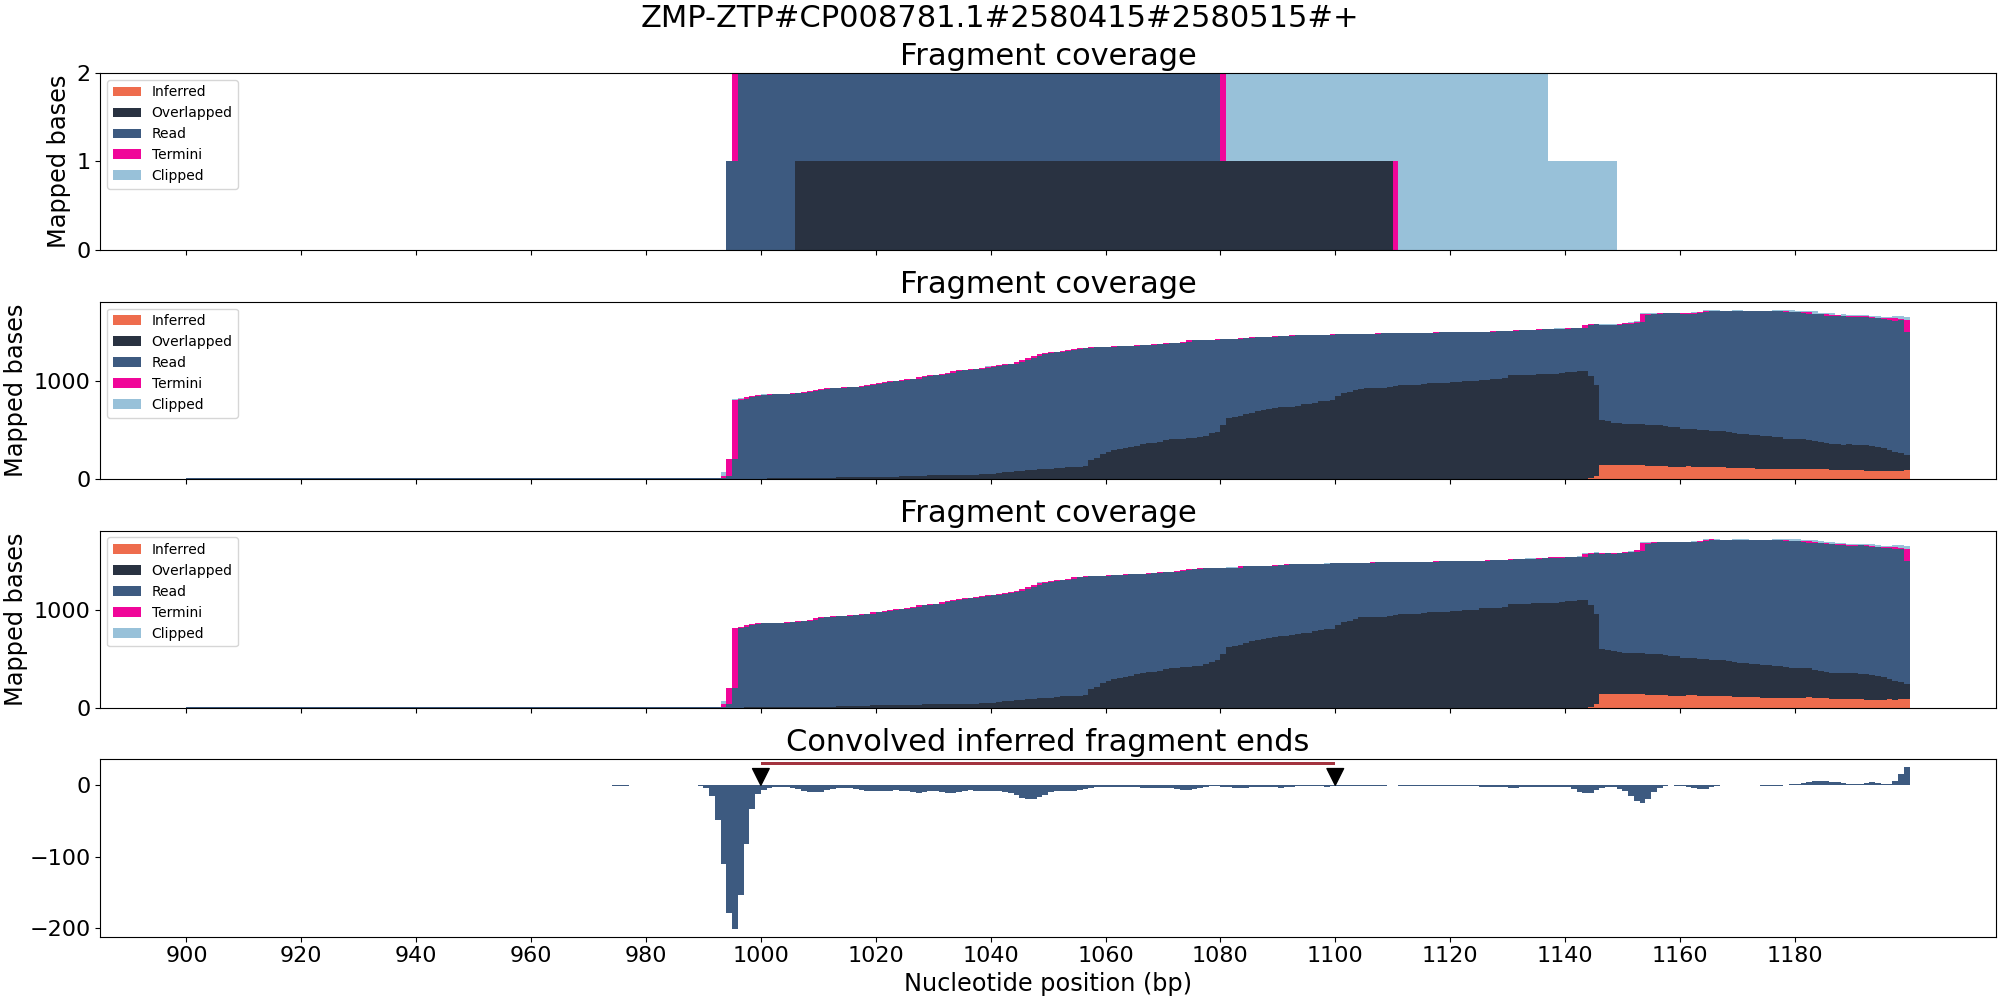 ZMP-ZTP#CP008781.1#2580415#2580515#+
Fragment coverage
Mapped bases
2
1
0
Inferred
Overlapped
Read
Termini
Clipped
Fragment coverage
Mapped bases
1000
0
Inferred
Overlapped
Read
Termini
Clipped
Fragment coverage
Mapped bases
1000
0
Inferred
Overlapped
Read
Termini
Clipped
Convolved inferred fragment ends
0
−100
−200
900 920 940 960 980 1000 1020 1040 1060 1080 1100 1120 1140 1160 1180
Nucleotide position (bp)